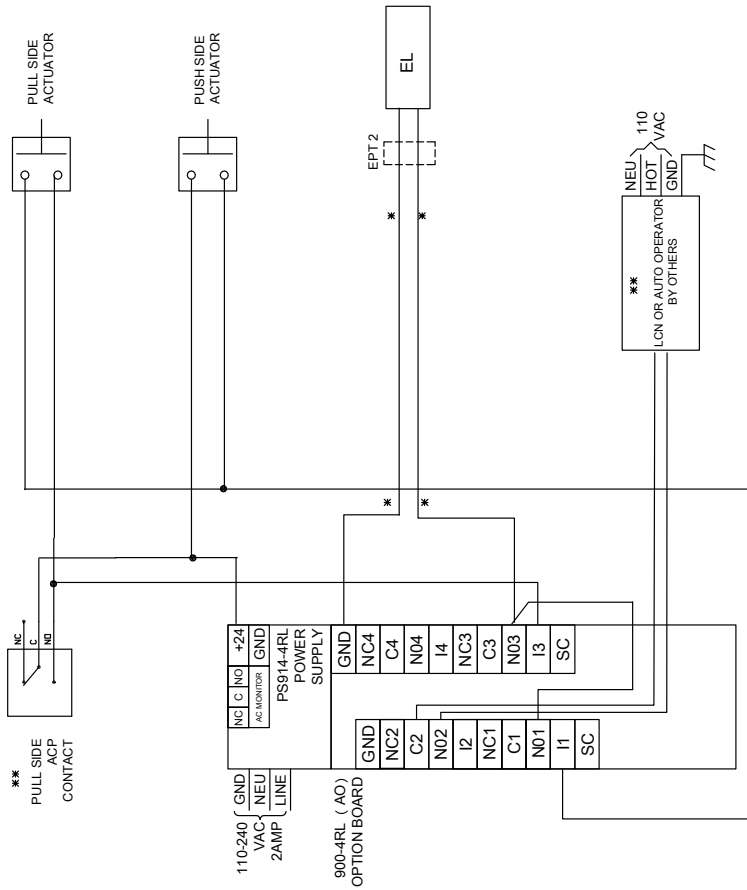 PULL SIDE
ACTUATOR
PUSH SIDE
ACTUATOR
EL
EPT 2
*
*
NEU
HOT
GND
110
VAC
**
LCN OR AUTO OPERATOR
BY OTHERS
*
*
NC
C
NO
**
PULL SIDE
ACP
CONTACT
+24
GND
NC C NO
AC MONITOR
PS914-4RL
POWER
SUPPLY
110-240
VAC
2AMP
GND
NEU
LINE
900-4RL ( AO)
OPTION BOARD
GND
NC4
C4
N04
I4
NC3
C3
N03
I3
SC
GND
NC2
C2
N02
I2
NC1
C1
N01
I1
SC